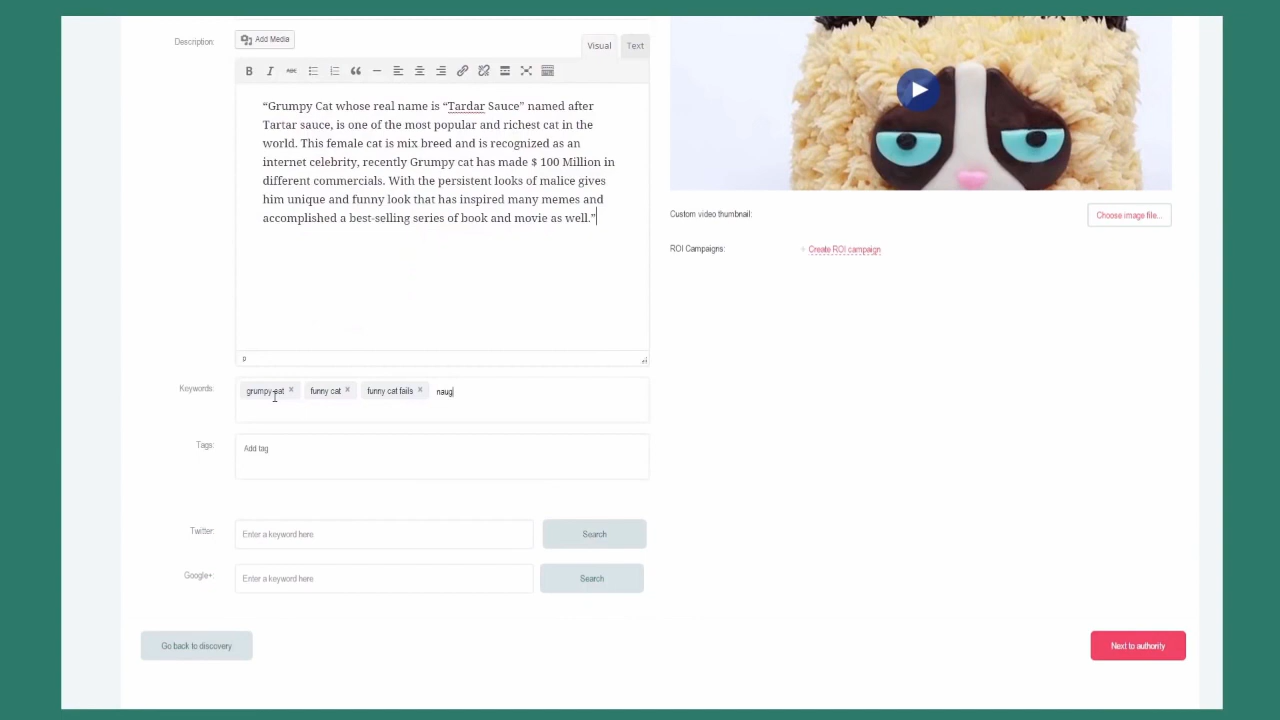 Description:
Add Media
Visual
Text
B I ABC
“Grumpy Cat whose real name is “Tardar Sauce” named after
Tartar sauce, is one of the most popular and richest cat in the
world. This female cat is mix breed and is recognized as an
internet celebrity, recently Grumpy cat has made $ 100 Million in
different commercials. With the persistent looks of malice gives
him unique and funny look that has inspired many memes and
accomplished a best-selling series of book and movie as well.”
p
Keywords:
grumpy cat × funny cat × funny cat fails × naug
Tags:
Add tag
Twitter:
Enter a keyword here
Search
Google+:
Enter a keyword here
Search
Go back to discovery
Custom video thumbnail:
Choose image file...
ROI Campaigns:
+ Create ROI campaign
Next to authority